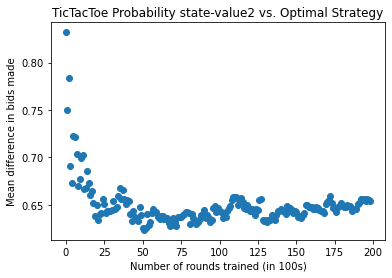 TicTacToe Probability state-value2 vs. Optimal Strategy
Mean difference in bids made
0.80
0.75
0.70
0.65
0 25 50 75 100 125 150 175 200
Number of rounds trained (in 100s)